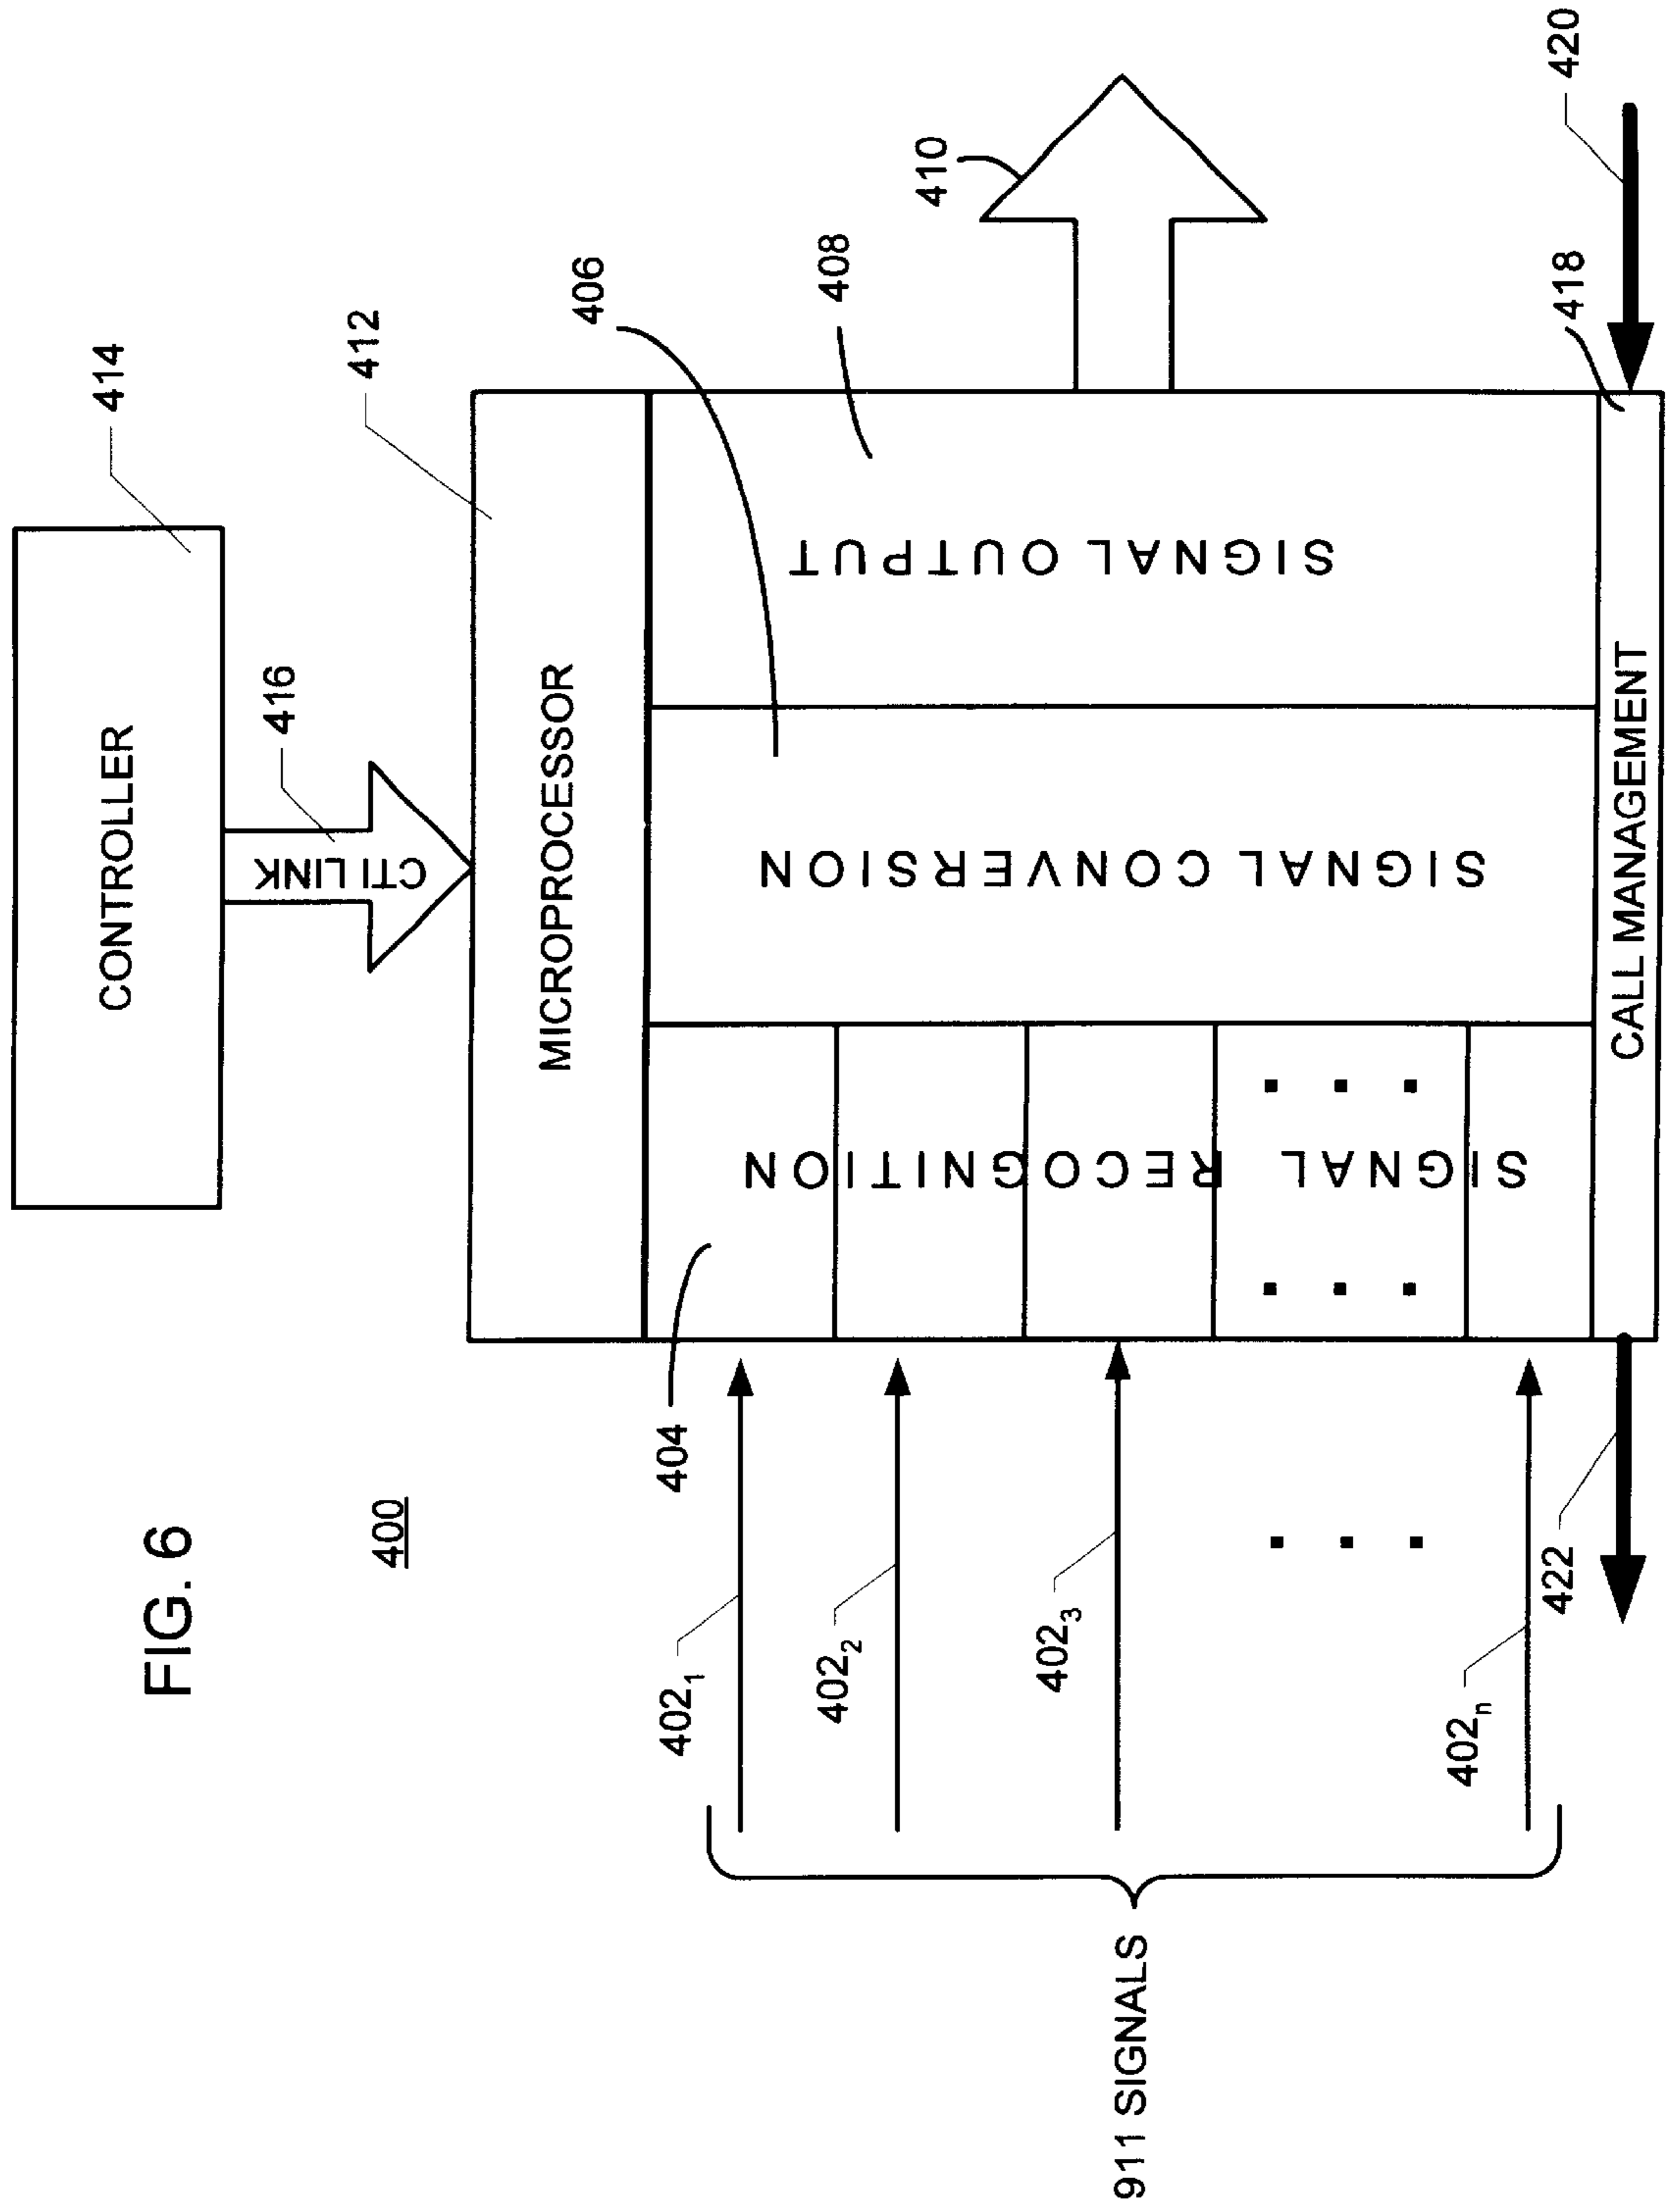 FIG. 6
400
CONTROLLER
414
CTI LINK
416
MICROPROCESSOR
412
911 SIGNALS
402₁
402₂
402₃
402ₙ
404
SIGNAL RECOGNITION
406
SIGNAL CONVERSION
408
SIGNAL OUTPUT
410
CALL MANAGEMENT
418
420
422